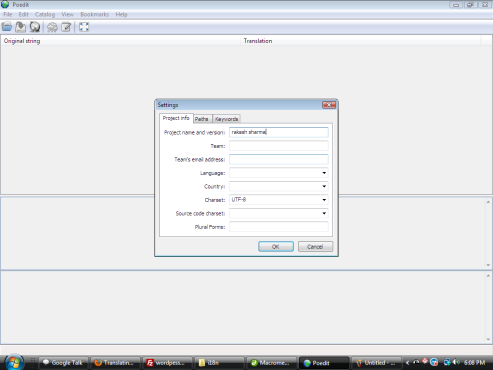 Poedit
File Edit Catalog View Bookmarks Help
Original string Translation
Settings
Project info Paths Keywords
Project name and version: rakesh sharma
Team:
Team's email address:
Language:
Country:
Charset: UTF-8
Source code charset:
Plural Forms:
OK Cancel
Google Talk Translatin... wordpess... i18n Macrome... Poedit Untitled - ... 6:08 PM